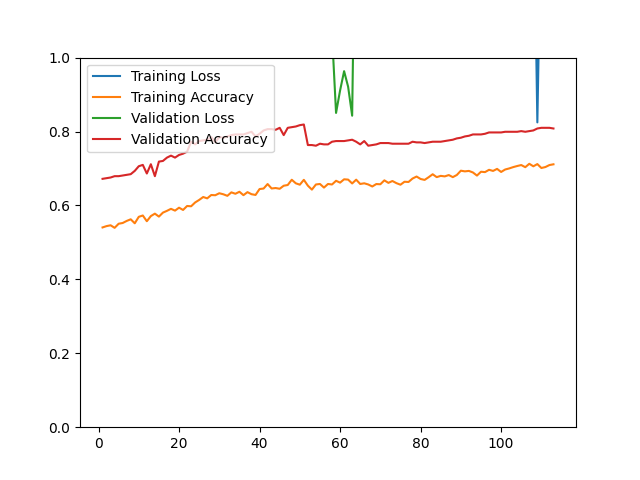 Training Loss
Training Accuracy
Validation Loss
Validation Accuracy
1.0
0.8
0.6
0.4
0.2
0.0
0 20 40 60 80 100